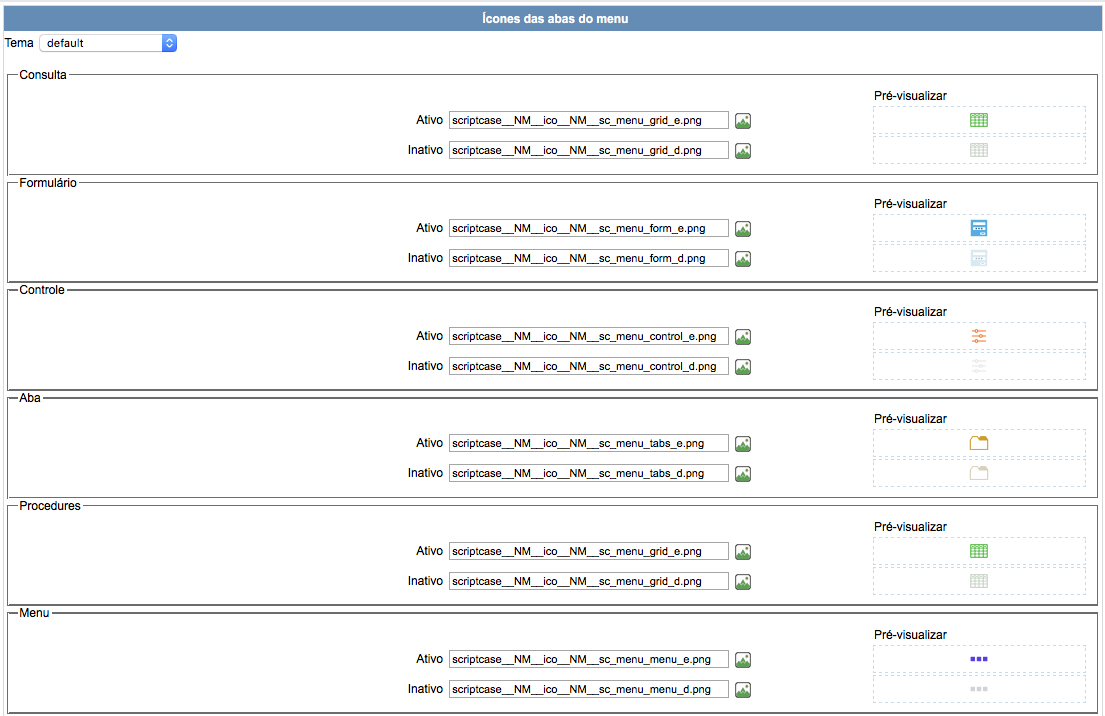 Ícones das abas do menu
Tema default
Consulta
Pré-visualizar
Ativo scriptcase__NM__ico__NM__sc_menu_grid_e.png
Inativo scriptcase__NM__ico__NM__sc_menu_grid_d.png
Formulário
Pré-visualizar
Ativo scriptcase__NM__ico__NM__sc_menu_form_e.png
Inativo scriptcase__NM__ico__NM__sc_menu_form_d.png
Controle
Pré-visualizar
Ativo scriptcase__NM__ico__NM__sc_menu_control_e.png
Inativo scriptcase__NM__ico__NM__sc_menu_control_d.png
Aba
Pré-visualizar
Ativo scriptcase__NM__ico__NM__sc_menu_tabs_e.png
Inativo scriptcase__NM__ico__NM__sc_menu_tabs_d.png
Procedures
Pré-visualizar
Ativo scriptcase__NM__ico__NM__sc_menu_grid_e.png
Inativo scriptcase__NM__ico__NM__sc_menu_grid_d.png
Menu
Pré-visualizar
Ativo scriptcase__NM__ico__NM__sc_menu_menu_e.png
Inativo scriptcase__NM__ico__NM__sc_menu_menu_d.png